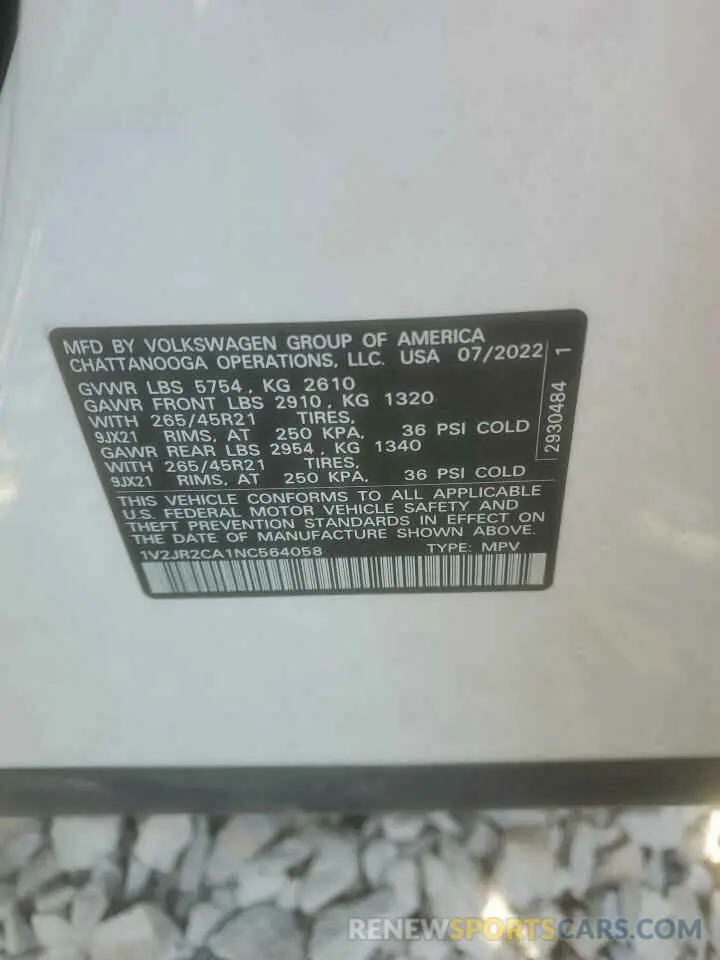 MFD BY VOLKSWAGEN GROUP OF AMERICA
CHATTANOOGA OPERATIONS, LLC. USA 07/2022
GVWR LBS 5754, KG 2610
GAWR FRONT LBS 2910, KG 1320
WITH 265/45R21 TIRES,
9JX21 RIMS, AT 250 KPA, 36 PSI COLD
GAWR REAR LBS 2954, KG 1340
WITH 265/45R21 TIRES,
9JX21 RIMS, AT 250 KPA, 36 PSI COLD
2930484 1
THIS VEHICLE CONFORMS TO ALL APPLICABLE
U.S. FEDERAL MOTOR VEHICLE SAFETY AND
THEFT PREVENTION STANDARDS IN EFFECT ON
THE DATE OF MANUFACTURE SHOWN ABOVE.
1V2JR2CA1NC564058 TYPE: MPV
RENEWSPORTSCARS.COM